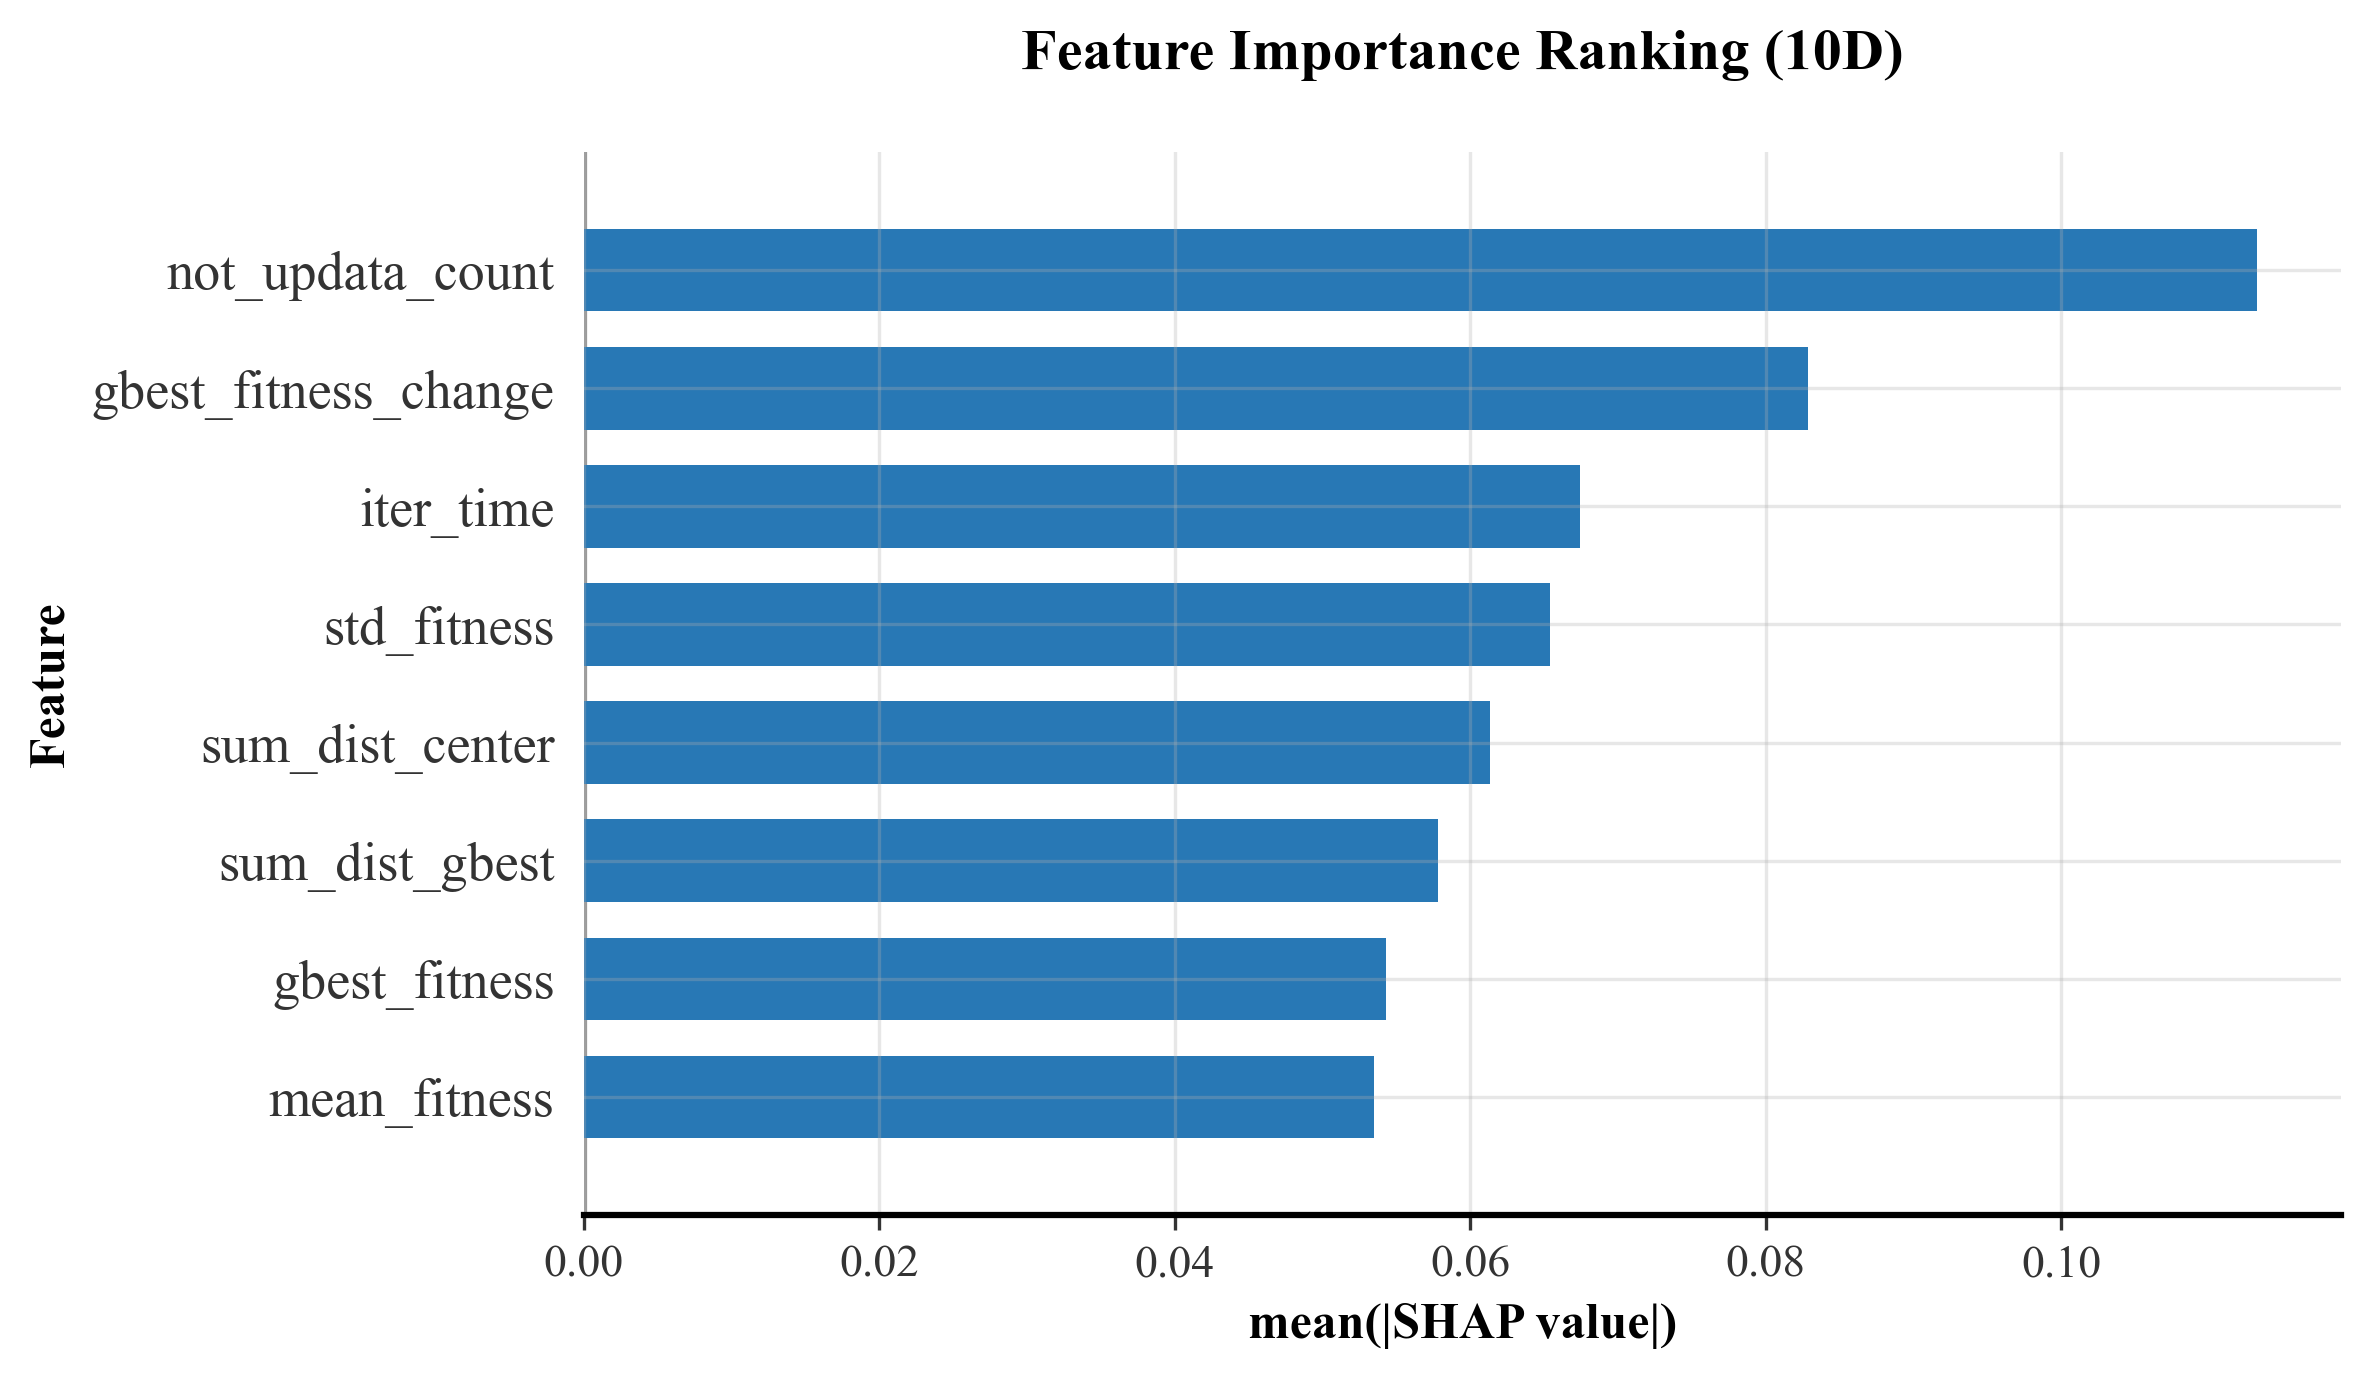 Feature Importance Ranking (10D)
Feature
not_updata_count
gbest_fitness_change
iter_time
std_fitness
sum_dist_center
sum_dist_gbest
gbest_fitness
mean_fitness
0.00 0.02 0.04 0.06 0.08 0.10
mean(|SHAP value|)